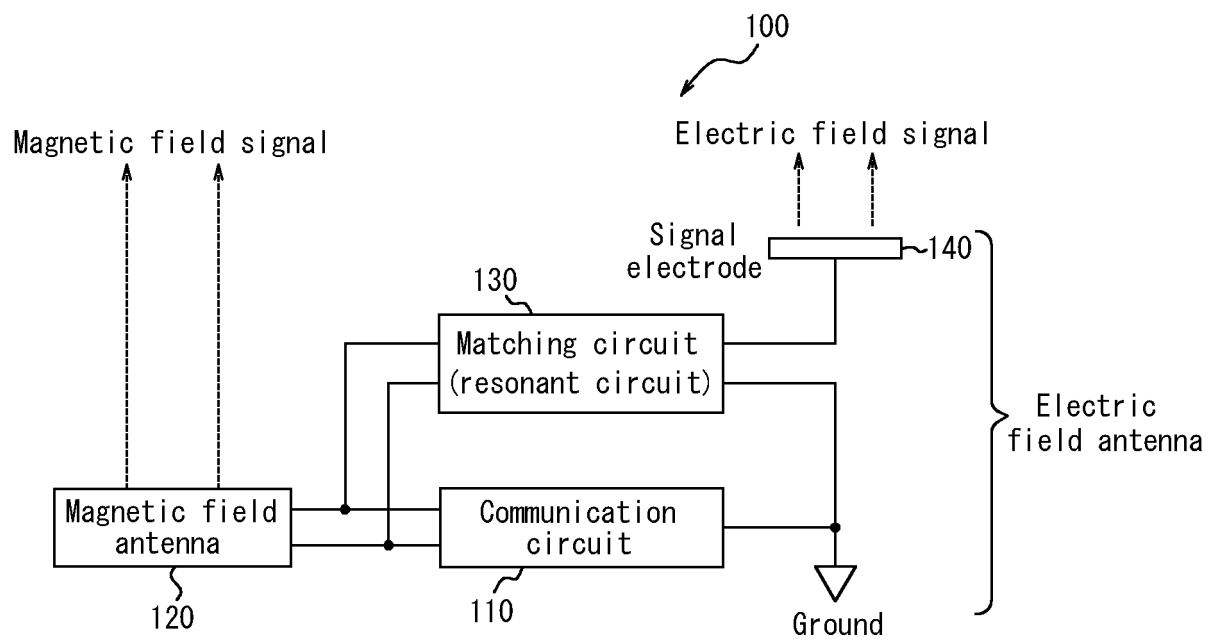 100
Magnetic field signal
Electric field signal
Signal
electrode
140
130
Matching circuit
(resonant circuit)
Electric
field antenna
Magnetic field
antenna
Communication
circuit
120
110
Ground